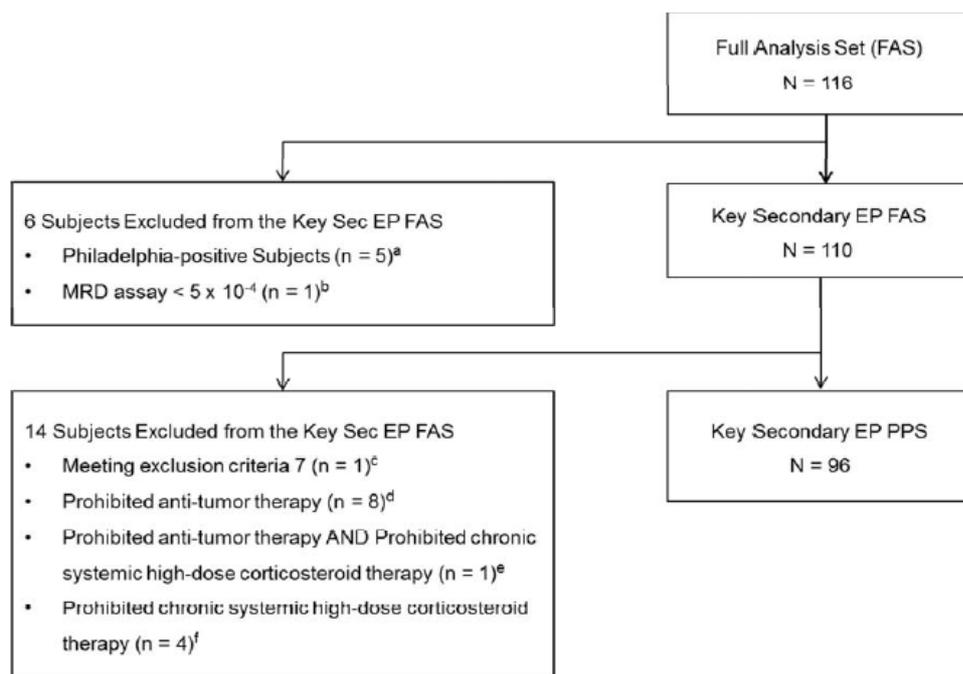 Full Analysis Set (FAS)
N = 116
6 Subjects Excluded from the Key Sec EP FAS
• Philadelphia-positive Subjects (n = 5)ᵃ
• MRD assay < 5 x 10⁻⁴ (n = 1)ᵇ
Key Secondary EP FAS
N = 110
14 Subjects Excluded from the Key Sec EP FAS
• Meeting exclusion criteria 7 (n = 1)ᶜ
• Prohibited anti-tumor therapy (n = 8)ᵈ
• Prohibited anti-tumor therapy AND Prohibited chronic
systemic high-dose corticosteroid therapy (n = 1)ᵉ
• Prohibited chronic systemic high-dose corticosteroid
therapy (n = 4)ᶠ
Key Secondary EP PPS
N = 96